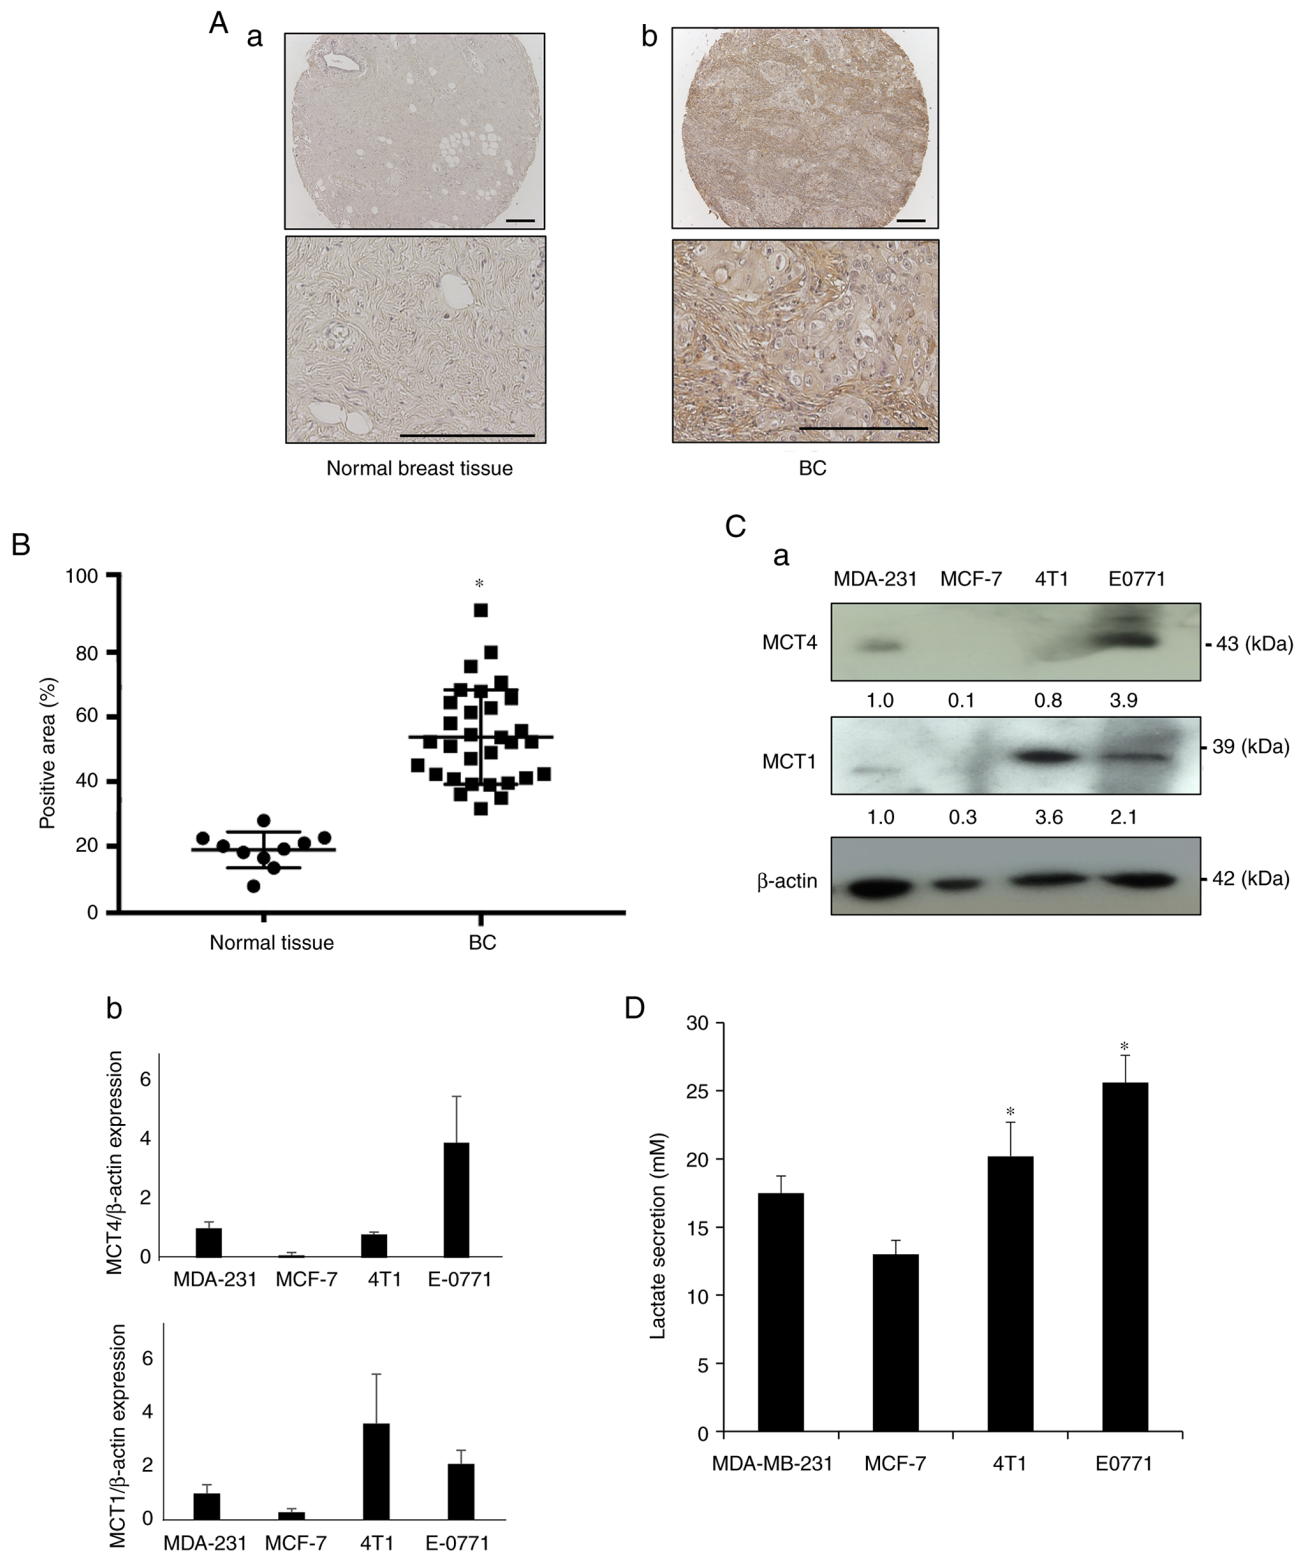 A
a
b
Normal breast tissue
BC
B
Positive area (%)
100
80
60
40
20
0
*
Normal tissue
BC
C
a
MDA-231 MCF-7 4T1 E0771
MCT4
- 43 (kDa)
1.0 0.1 0.8 3.9
MCT1
- 39 (kDa)
1.0 0.3 3.6 2.1
β-actin
- 42 (kDa)
b
MCT4/β-actin expression
6
4
2
0
MDA-231 MCF-7 4T1 E-0771
MCT1/β-actin expression
6
4
2
0
MDA-231 MCF-7 4T1 E-0771
D
Lactate secretion (mM)
30
25
20
15
10
5
0
*
*
MDA-MB-231 MCF-7 4T1 E0771